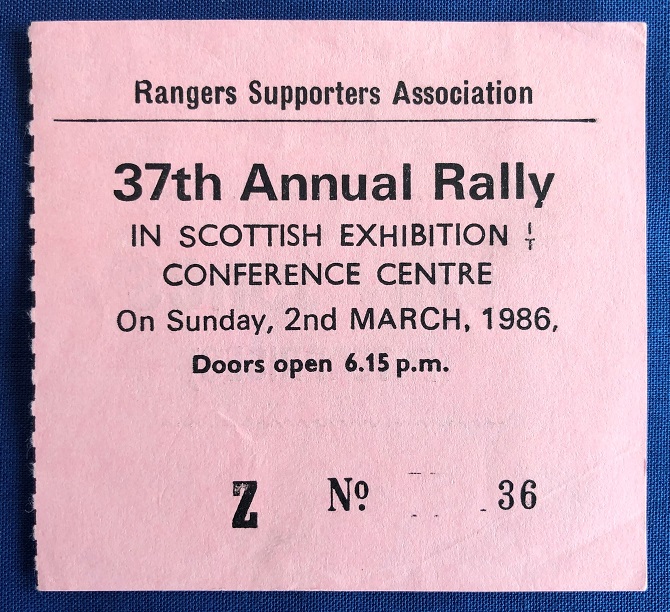 Rangers Supporters Association
37th Annual Rally
IN SCOTTISH EXHIBITION
CONFERENCE CENTRE
On Sunday, 2nd MARCH, 1986,
Doors open 6.15 p.m.
Z Nº 36